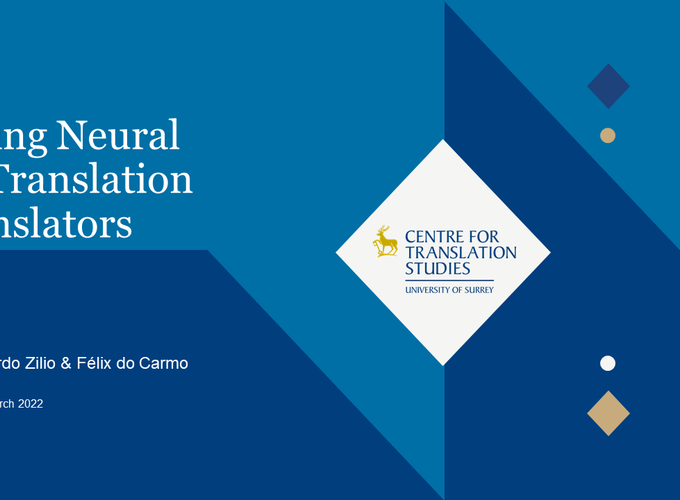 ing Neural
Translation
nslators
rdo Zilio & Félix do Carmo
rch 2022
CENTRE FOR
TRANSLATION
STUDIES
UNIVERSITY OF SURREY